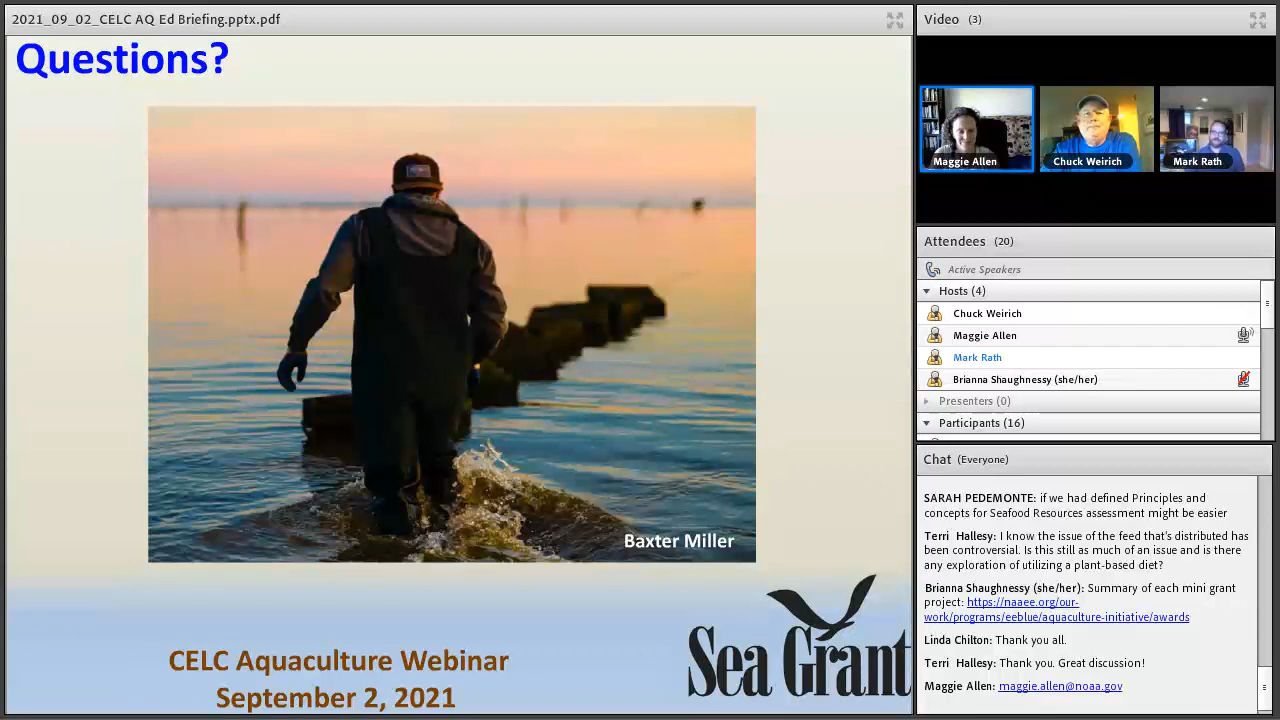 2021_09_02_CELC AQ Ed Briefing.pptx.pdf
Questions?
Baxter Miller
CELC Aquaculture Webinar
September 2, 2021
Sea Grant
Video (3)
Maggie Allen
Chuck Weirich
Mark Rath
Attendees (20)
Active Speakers
Hosts (4)
Chuck Weirich
Maggie Allen
Mark Rath
Brianna Shaughnessy (she/her)
Presenters (0)
Participants (16)
Chat (Everyone)
SARAH PEDEMONTE: if we had defined Principles and
concepts for Seafood Resources assessment might be easier
Terri Hallesy: I know the issue of the feed that's distributed has
been controversial. Is this still as much of an issue and is there
any exploration of utilizing a plant-based diet?
Brianna Shaughnessy (she/her): Summary of each mini grant
project: https://naaee.org/our-
work/programs/eeblue/aquaculture-initiative/awards
Linda Chilton: Thank you all.
Terri Hallesy: Thank you. Great discussion!
Maggie Allen: maggie.allen@noaa.gov